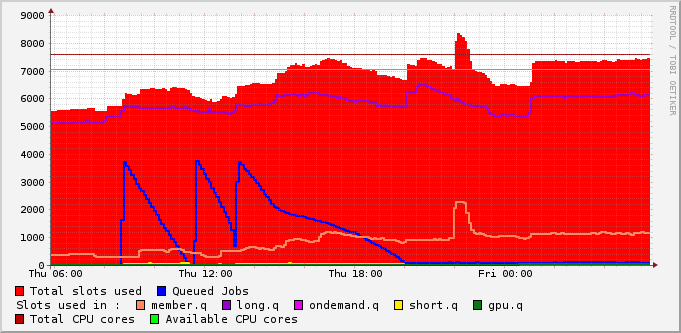 RRDTOOL / TOBI OETIKER
9000
8000
7000
6000
5000
4000
3000
2000
1000
0
Thu 06:00 Thu 12:00 Thu 18:00 Fri 00:00
Total slots used Queued Jobs
Slots used in : member.q long.q ondemand.q short.q gpu.q
Total CPU cores Available CPU cores